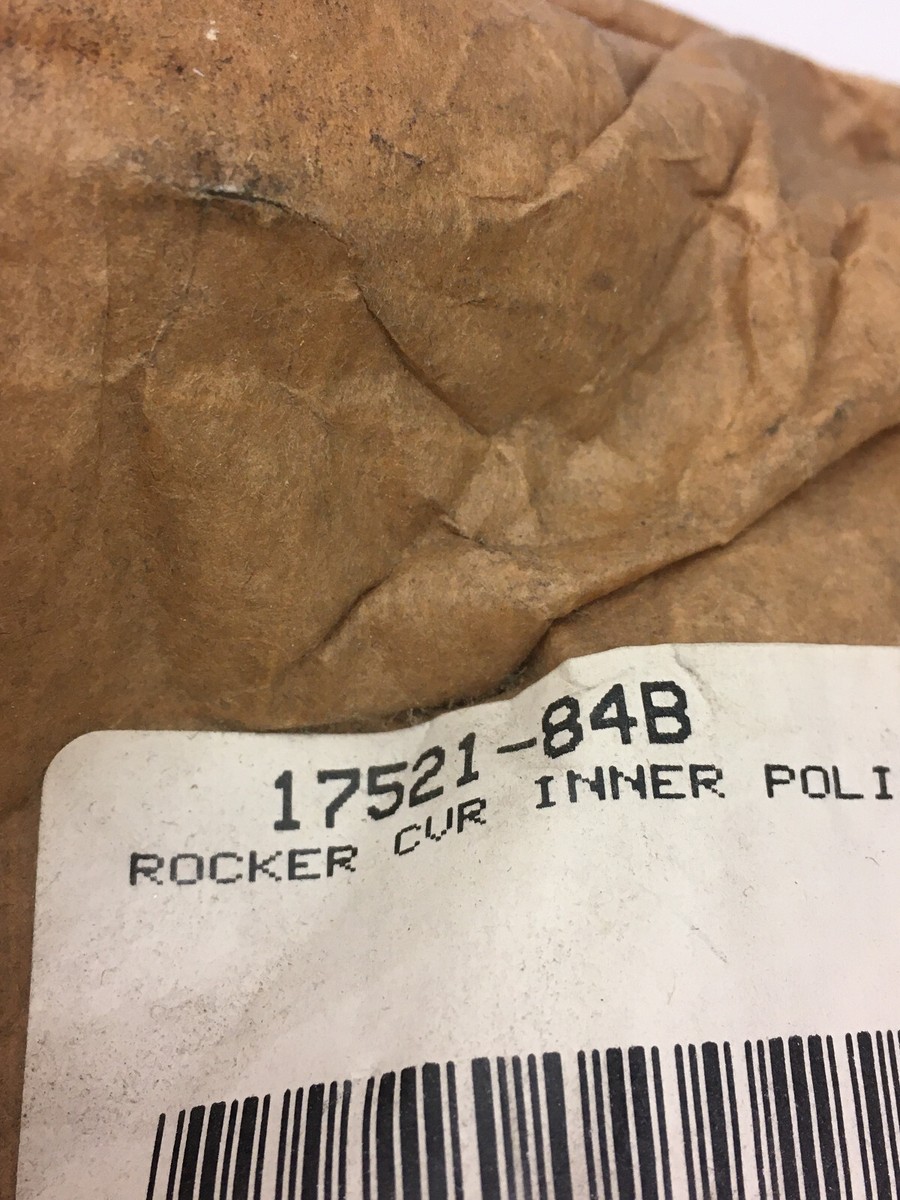 17521-84B
ROCKER CVR INNER POLI